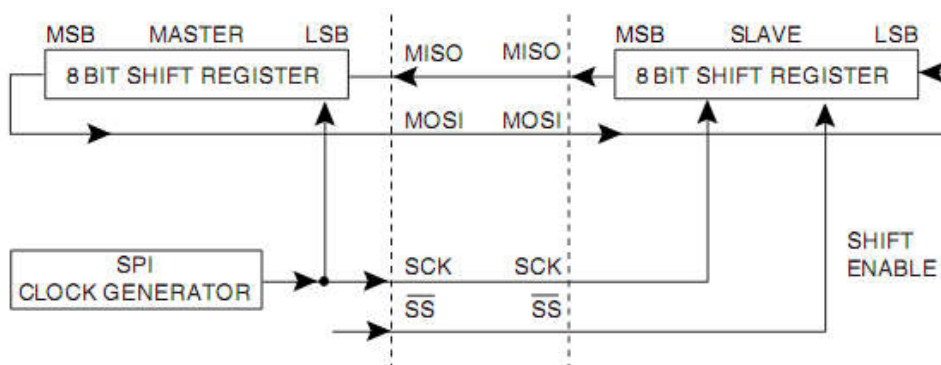 MSB MASTER LSB
8 BIT SHIFT REGISTER
MISO MISO
MSB SLAVE LSB
8 BIT SHIFT REGISTER
MOSI MOSI
SHIFT
ENABLE
SPI
CLOCK GENERATOR
SCK SCK
SS SS